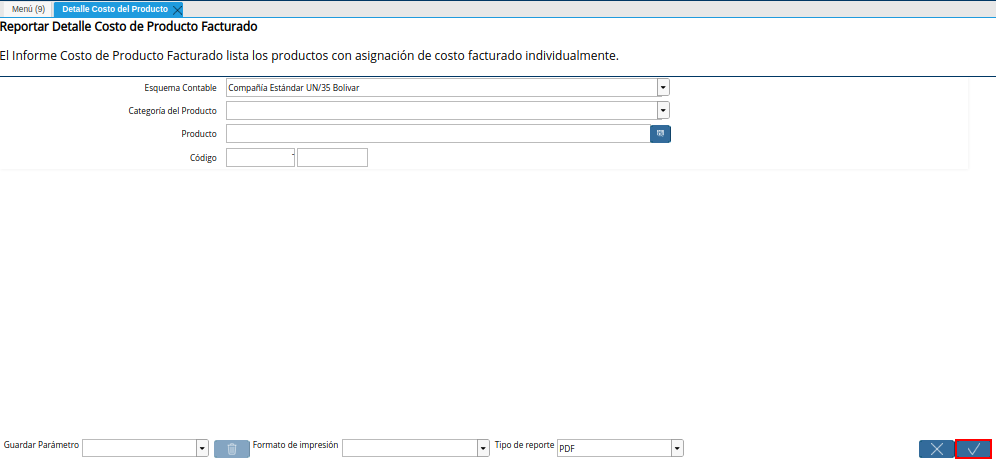 Menú (9) Detalle Costo del Producto
Reportar Detalle Costo de Producto Facturado
El Informe Costo de Producto Facturado lista los productos con asignación de costo facturado individualmente.
Esquema Contable Compañía Estándar UN/35 Bolivar
Categoría del Producto
Producto
Código -
Guardar Parámetro Formato de impresión Tipo de reporte PDF